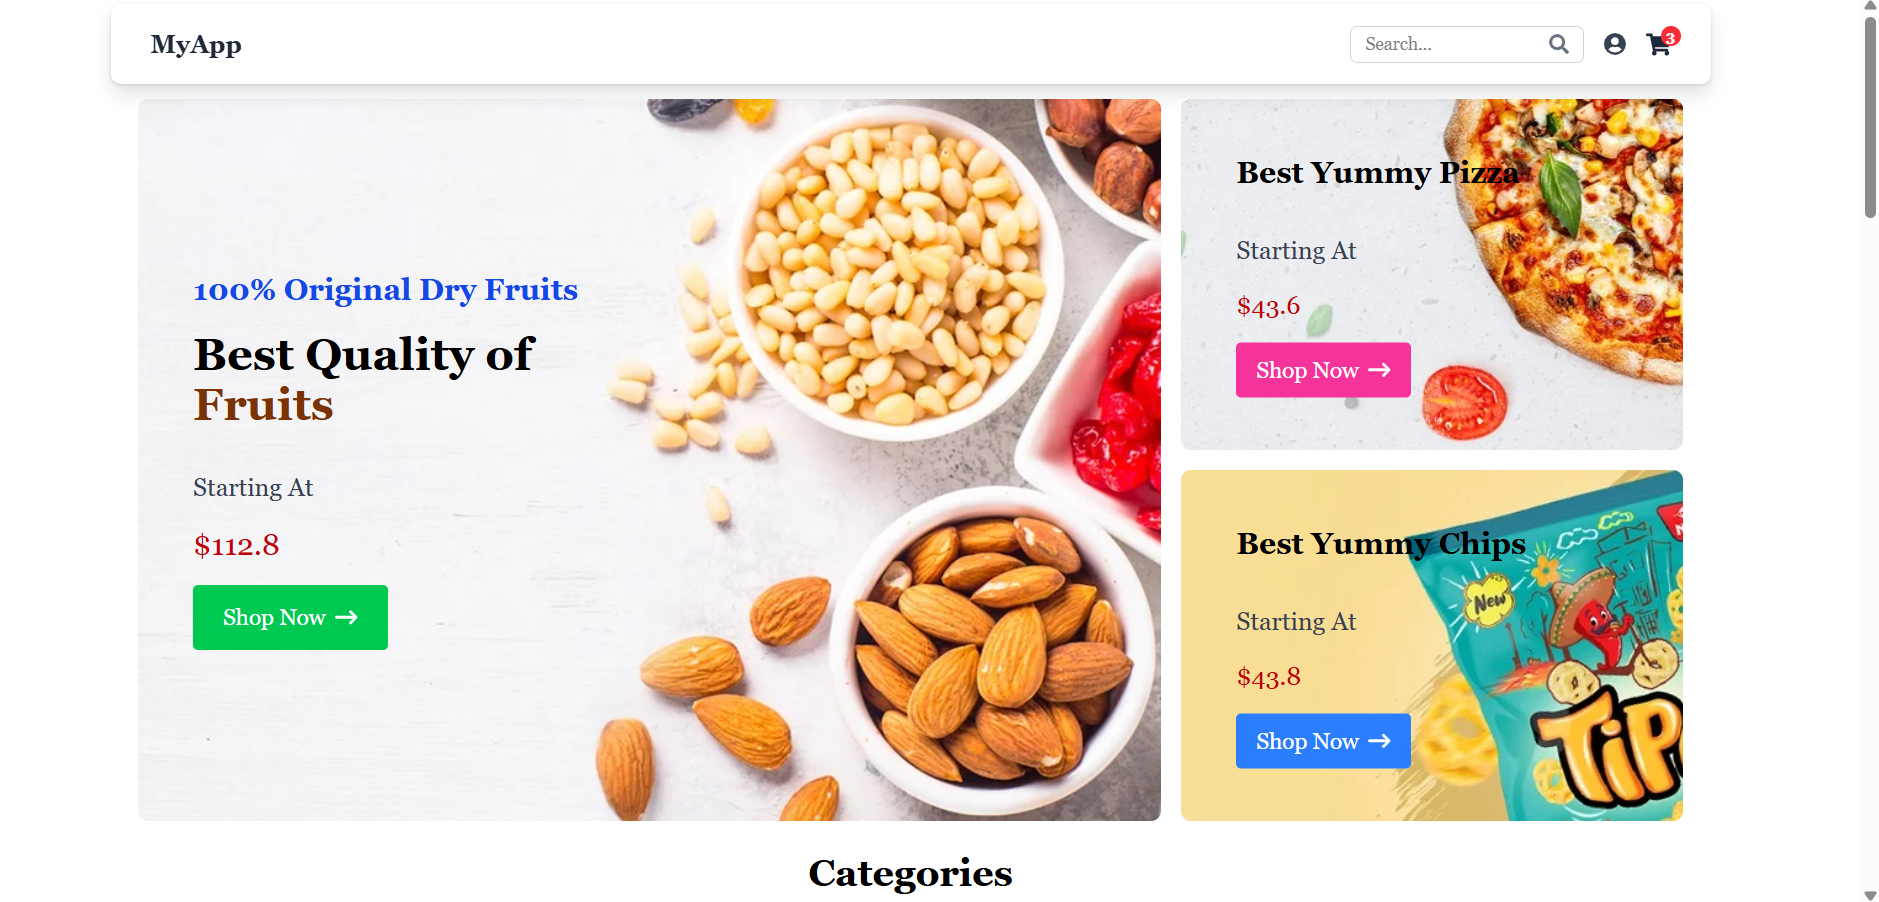 MyApp
Search...
3
100% Original Dry Fruits
Best Quality of
Fruits
Starting At
$112.8
Shop Now
Best Yummy Pizza
Starting At
$43.6
Shop Now
Best Yummy Chips
Starting At
$43.8
Shop Now
New
Categories